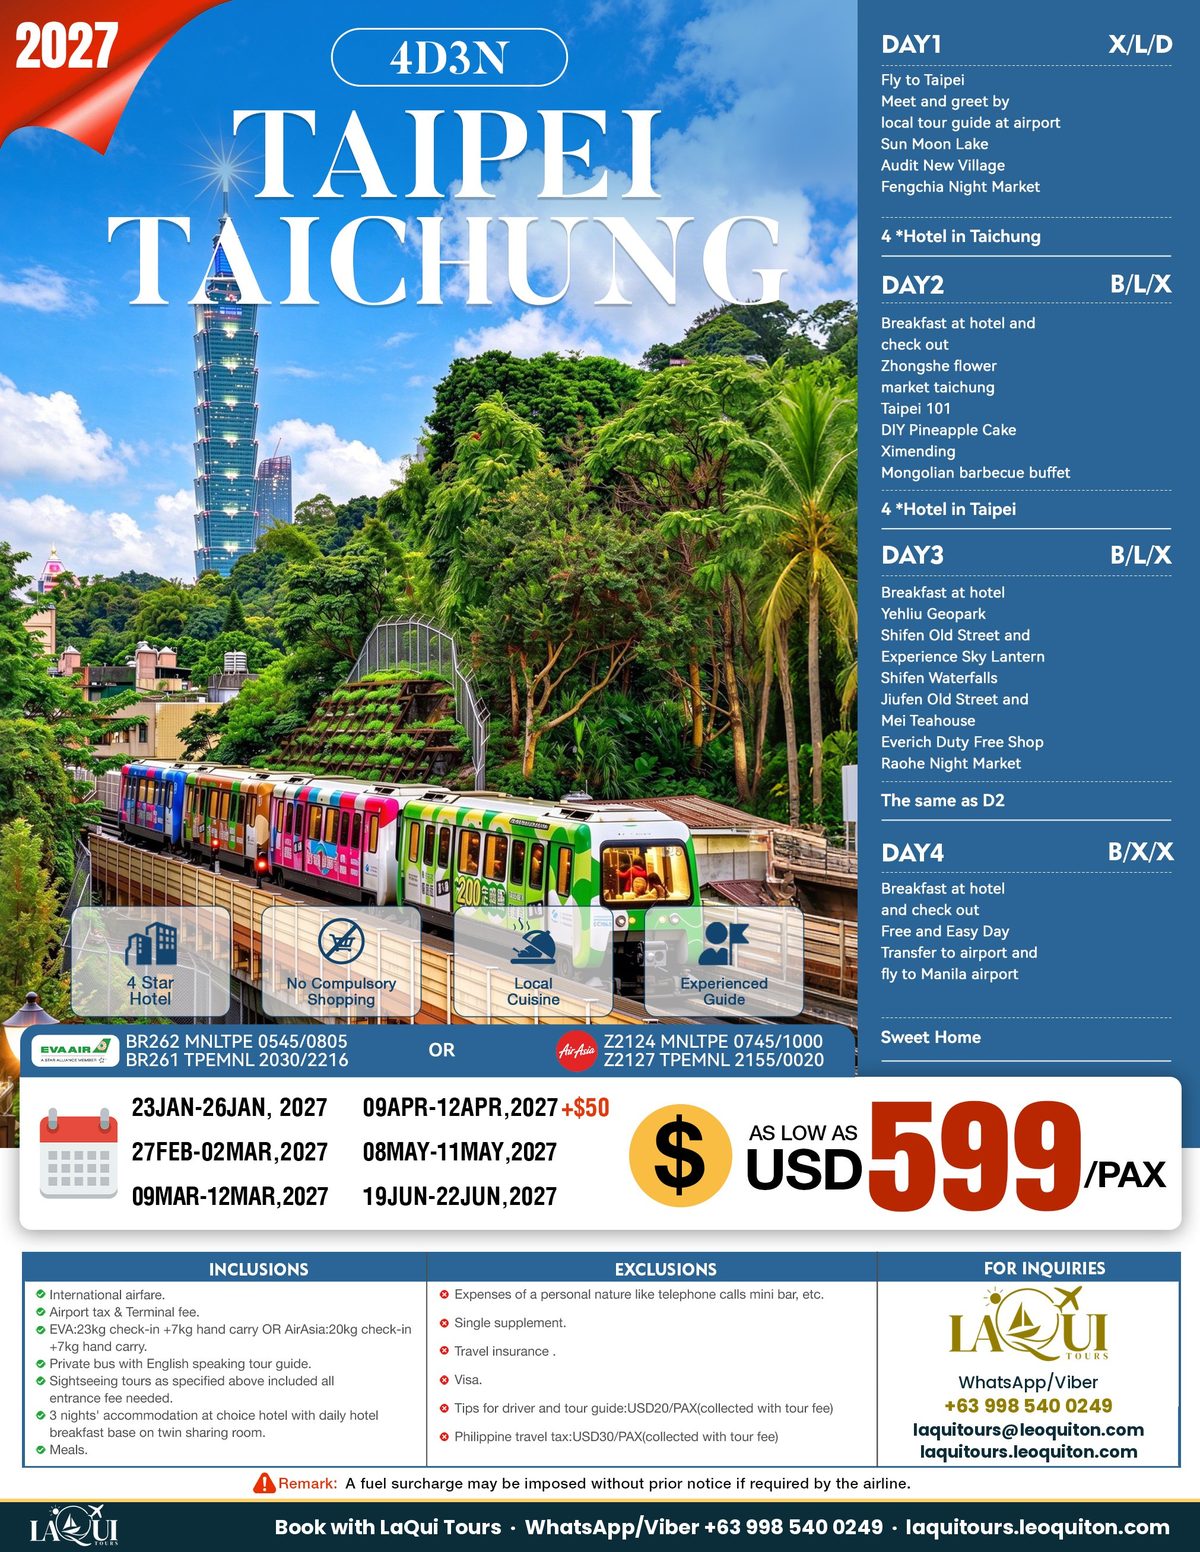 2027
4D3N
TAIPEI
TAICHUNG
DAY1 X/L/D
Fly to Taipei
Meet and greet by
local tour guide at airport
Sun Moon Lake
Audit New Village
Fengchia Night Market
4 *Hotel in Taichung
DAY2 B/L/X
Breakfast at hotel and
check out
Zhongshe flower
market taichung
Taipei 101
DIY Pineapple Cake
Ximending
Mongolian barbecue buffet
4 *Hotel in Taipei
DAY3 B/L/X
Breakfast at hotel
Yehliu Geopark
Shifen Old Street and
Experience Sky Lantern
Shifen Waterfalls
Jiufen Old Street and
Mei Teahouse
Everich Duty Free Shop
Raohe Night Market
The same as D2
DAY4 B/X/X
Breakfast at hotel
and check out
Free and Easy Day
Transfer to airport and
fly to Manila airport
Sweet Home
200
4 Star
Hotel
No Compulsory
Shopping
Local
Cuisine
Experienced
Guide
EVA AIR
A STAR ALLIANCE MEMBER
BR262 MNLTPE 0545/0805
BR261 TPEMNL 2030/2216
OR
AirAsia
Z2124 MNLTPE 0745/1000
Z2127 TPEMNL 2155/0020
23JAN-26JAN, 2027
27FEB-02MAR,2027
09MAR-12MAR,2027
09APR-12APR,2027 +$50
08MAY-11MAY,2027
19JUN-22JUN,2027
$
AS LOW AS
USD 599 /PAX
INCLUSIONS
International airfare.
Airport tax & Terminal fee.
EVA:23kg check-in +7kg hand carry OR AirAsia:20kg check-in
+7kg hand carry.
Private bus with English speaking tour guide.
Sightseeing tours as specified above included all
entrance fee needed.
3 nights' accommodation at choice hotel with daily hotel
breakfast base on twin sharing room.
Meals.
EXCLUSIONS
Expenses of a personal nature like telephone calls mini bar, etc.
Single supplement.
Travel insurance .
Visa.
Tips for driver and tour guide:USD20/PAX(collected with tour fee)
Philippine travel tax:USD30/PAX(collected with tour fee)
FOR INQUIRIES
LAQUI
TOURS
WhatsApp/Viber
+63 998 540 0249
laquitours@leoquiton.com
laquitours.leoquiton.com
Remark: A fuel surcharge may be imposed without prior notice if required by the airline.
LAQUI
TOURS
Book with LaQui Tours · WhatsApp/Viber +63 998 540 0249 · laquitours.leoquiton.com